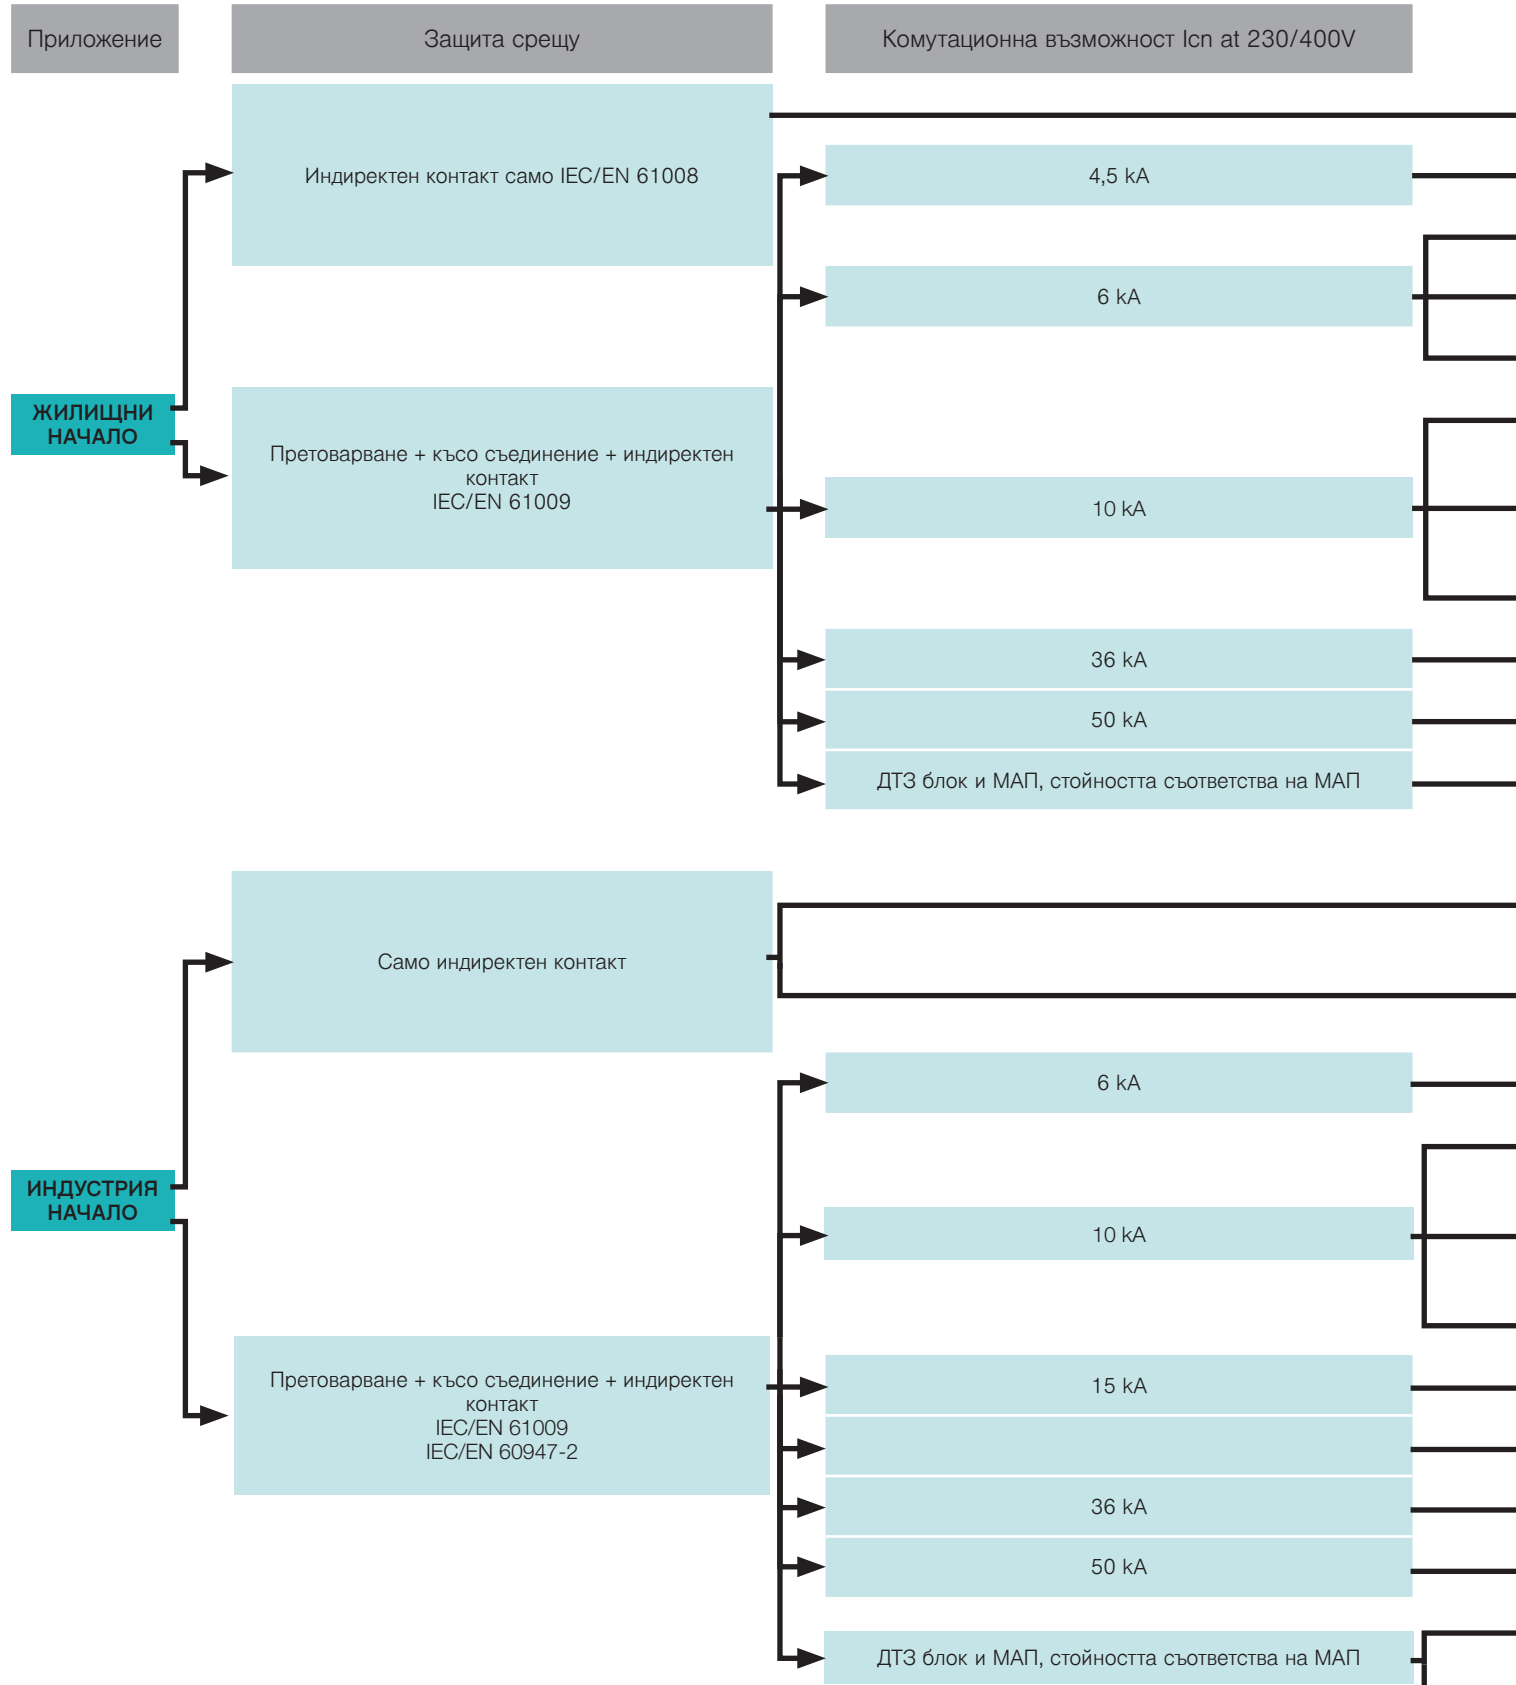 Приложение
Защита срещу
Комутационна възможност Icn at 230/400V
Индиректен контакт само IEC/EN 61008
4,5 kA
6 kA
ЖИЛИЩНИ
НАЧАЛО
Претоварване + късо съединение + индиректен
контакт
IEC/EN 61009
10 kA
36 kA
50 kA
ДТЗ блок и МАП, стойността съответства на МАП
Само индиректен контакт
6 kA
ИНДУСТРИЯ
НАЧАЛО
10 kA
Претоварване + късо съединение + индиректен
контакт
IEC/EN 61009
IEC/EN 60947-2
15 kA
36 kA
50 kA
ДТЗ блок и МАП, стойността съответства на МАП